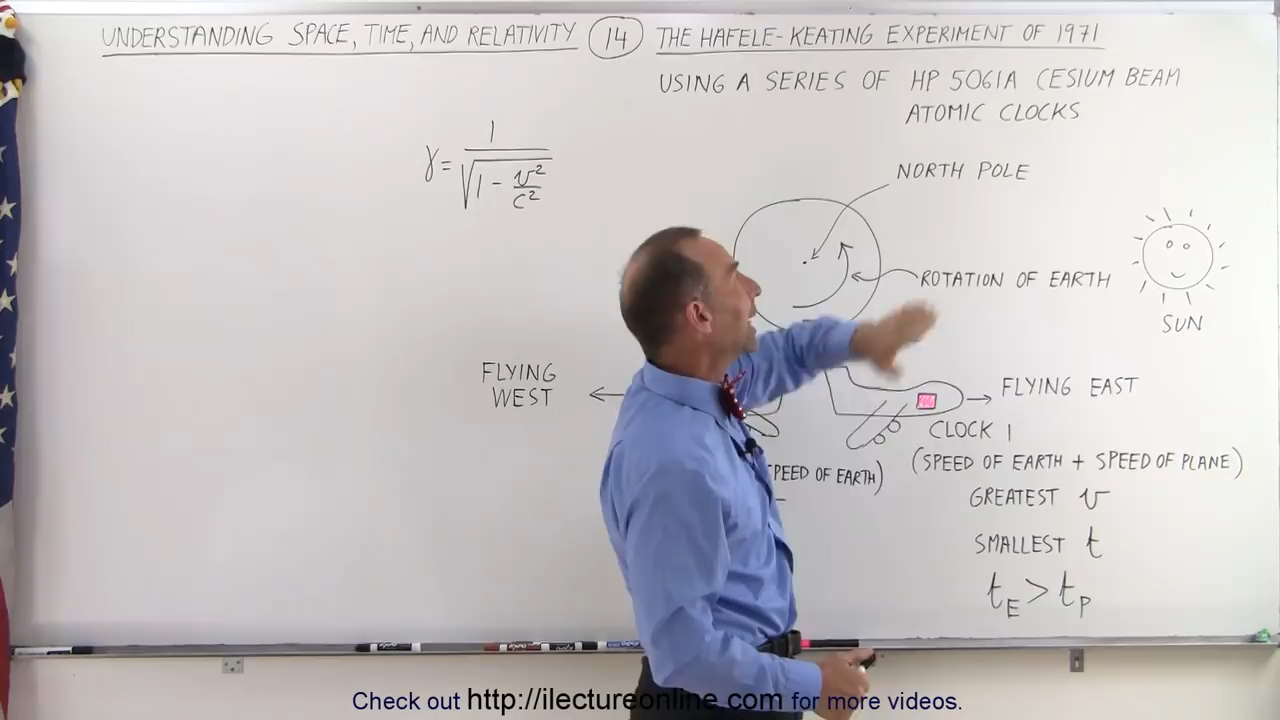 UNDERSTANDING SPACE, TIME, AND RELATIVITY 14 THE HAFELE-KEATING EXPERIMENT OF 1971
USING A SERIES OF HP 5061A CESIUM BEAM
ATOMIC CLOCKS
γ = 1 / √(1 - v²/c²)
NORTH POLE
ROTATION OF EARTH
SUN
FLYING
WEST
FLYING EAST
CLOCK 1
SPEED OF EARTH)
(SPEED OF EARTH + SPEED OF PLANE)
GREATEST v
SMALLEST t
t_E > t_P
Check out http://ilectureonline.com for more videos.